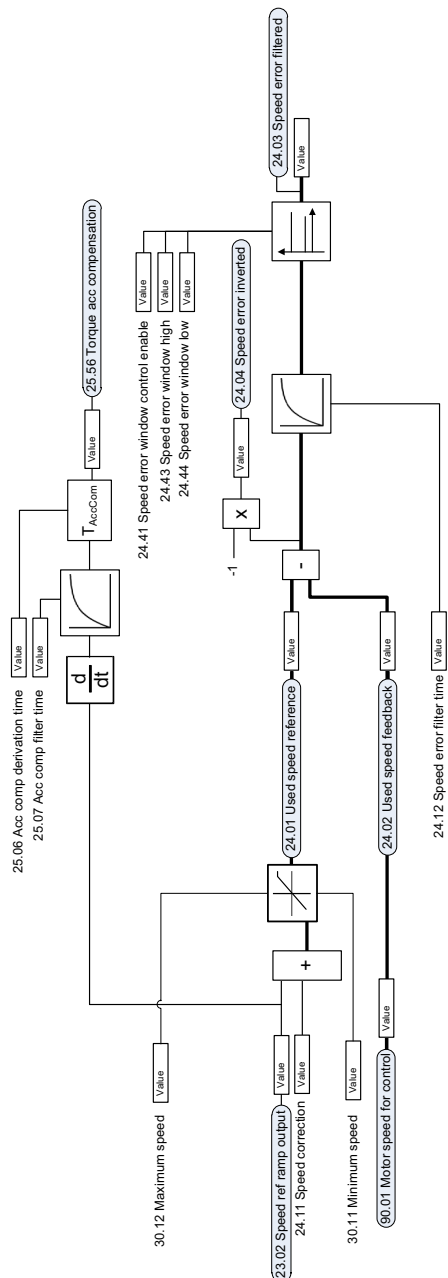 25.06 Acc comp derivation time
Value
25.07 Acc comp filter time
Value
d
dt
T AccCom
Value
25.56 Torque acc compensation
24.41 Speed error window control enable
Value
24.43 Speed error window high
Value
24.44 Speed error window low
Value
30.12 Maximum speed
Value
-1
x
Value
24.04 Speed error inverted
23.02 Speed ref ramp output
Value
24.11 Speed correction
Value
+
24.01 Used speed reference
Value
-
24.03 Speed error filtered
Value
30.11 Minimum speed
Value
90.01 Motor speed for control
Value
24.02 Used speed feedback
Value
24.12 Speed error filter time
Value